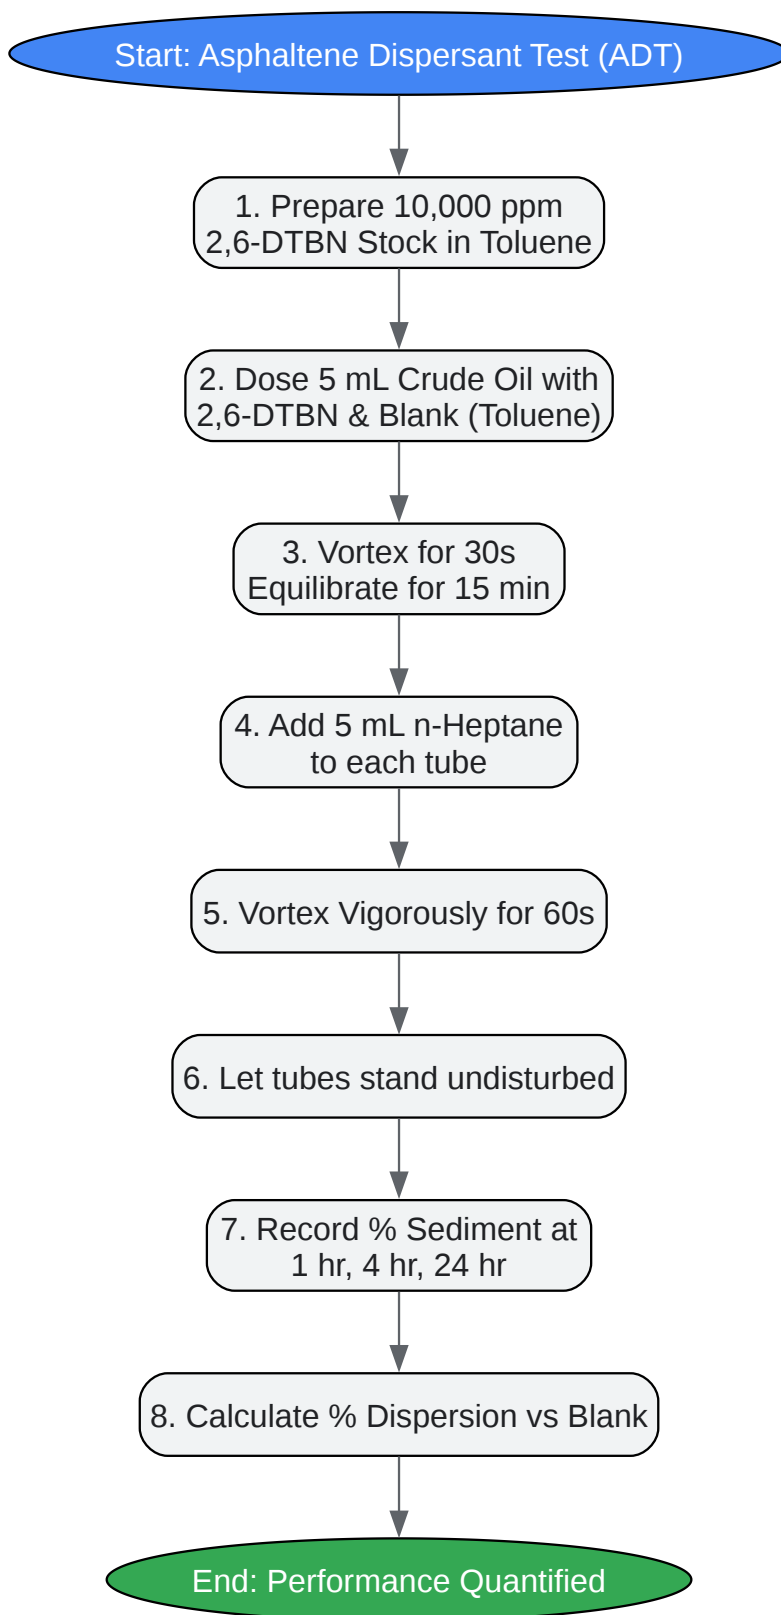 Start: Asphaltene Dispersant Test (ADT)
1. Prepare 10,000 ppm
2,6-DTBN Stock in Toluene
2. Dose 5 mL Crude Oil with
2,6-DTBN & Blank (Toluene)
3. Vortex for 30s
Equilibrate for 15 min
4. Add 5 mL n-Heptane
to each tube
5. Vortex Vigorously for 60s
6. Let tubes stand undisturbed
7. Record % Sediment at
1 hr, 4 hr, 24 hr
8. Calculate % Dispersion vs Blank
End: Performance Quantified